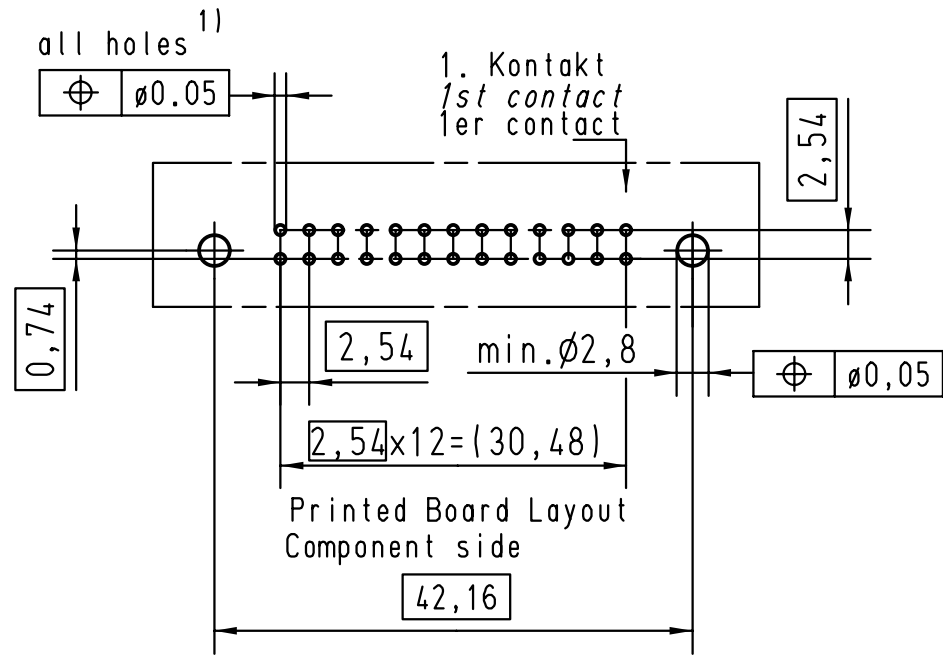 all holes 1)
⌖ ø0.05
1. Kontakt
1st contact
1er contact
2,54
0,74
2,54
min.Ø2,8
⌖ ø0,05
2,54x12=(30,48)
Printed Board Layout
Component side
42,16